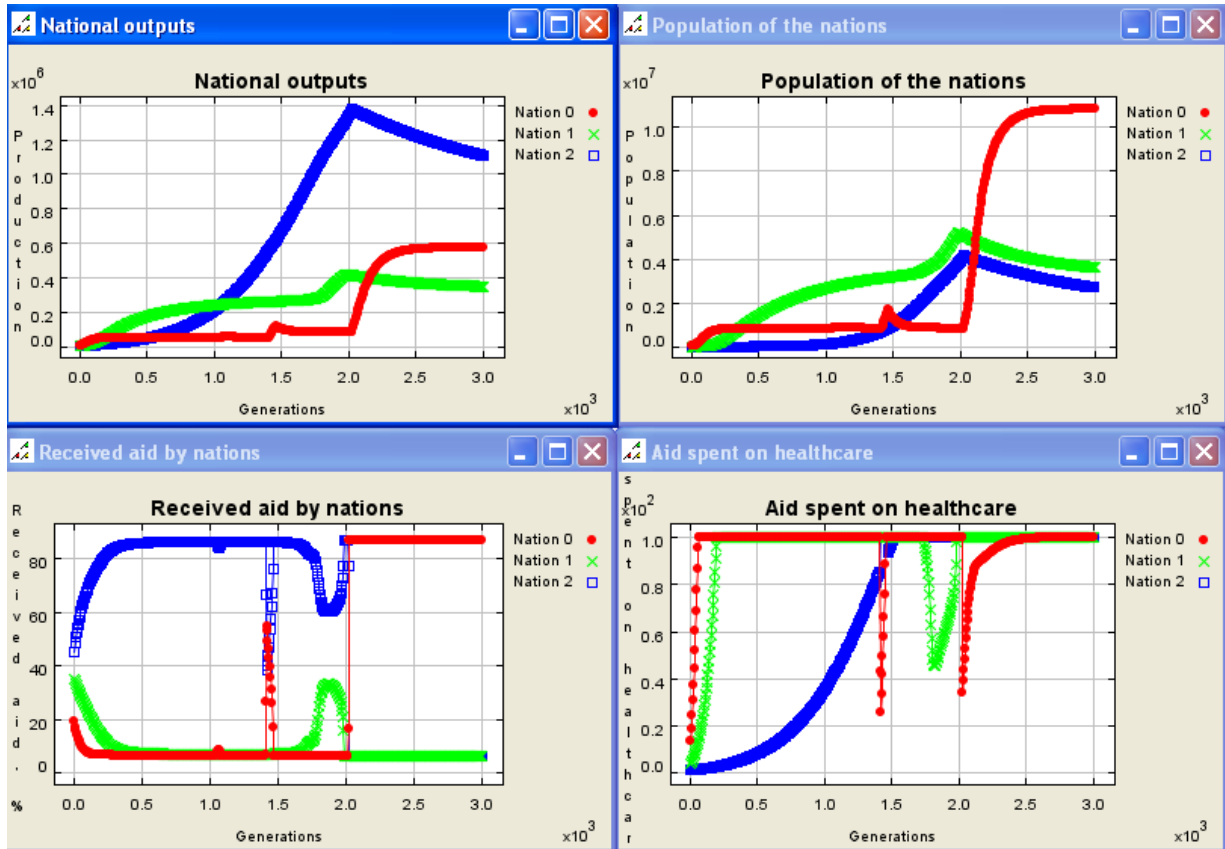 National outputs
National outputs
x10^6
Production
1.4
1.2
1.0
0.8
0.6
0.4
0.2
0.0
0.0 0.5 1.0 1.5 2.0 2.5 3.0
Generations
x10^3
Nation 0
Nation 1
Nation 2
Population of the nations
Population of the nations
x10^7
Population
1.0
0.8
0.6
0.4
0.2
0.0
0.0 0.5 1.0 1.5 2.0 2.5 3.0
Generations
x10^3
Nation 0
Nation 1
Nation 2
Received aid by nations
Received aid by nations
Received aid. %
80
60
40
20
0
0.0 0.5 1.0 1.5 2.0 2.5 3.0
Generations
x10^3
Nation 0
Nation 1
Nation 2
Aid spent on healthcare
Aid spent on healthcare
x10^2
spent on healthcar
1.0
0.8
0.6
0.4
0.2
0.0
0.0 0.5 1.0 1.5 2.0 2.5 3.0
Generations
x10^3
Nation 0
Nation 1
Nation 2